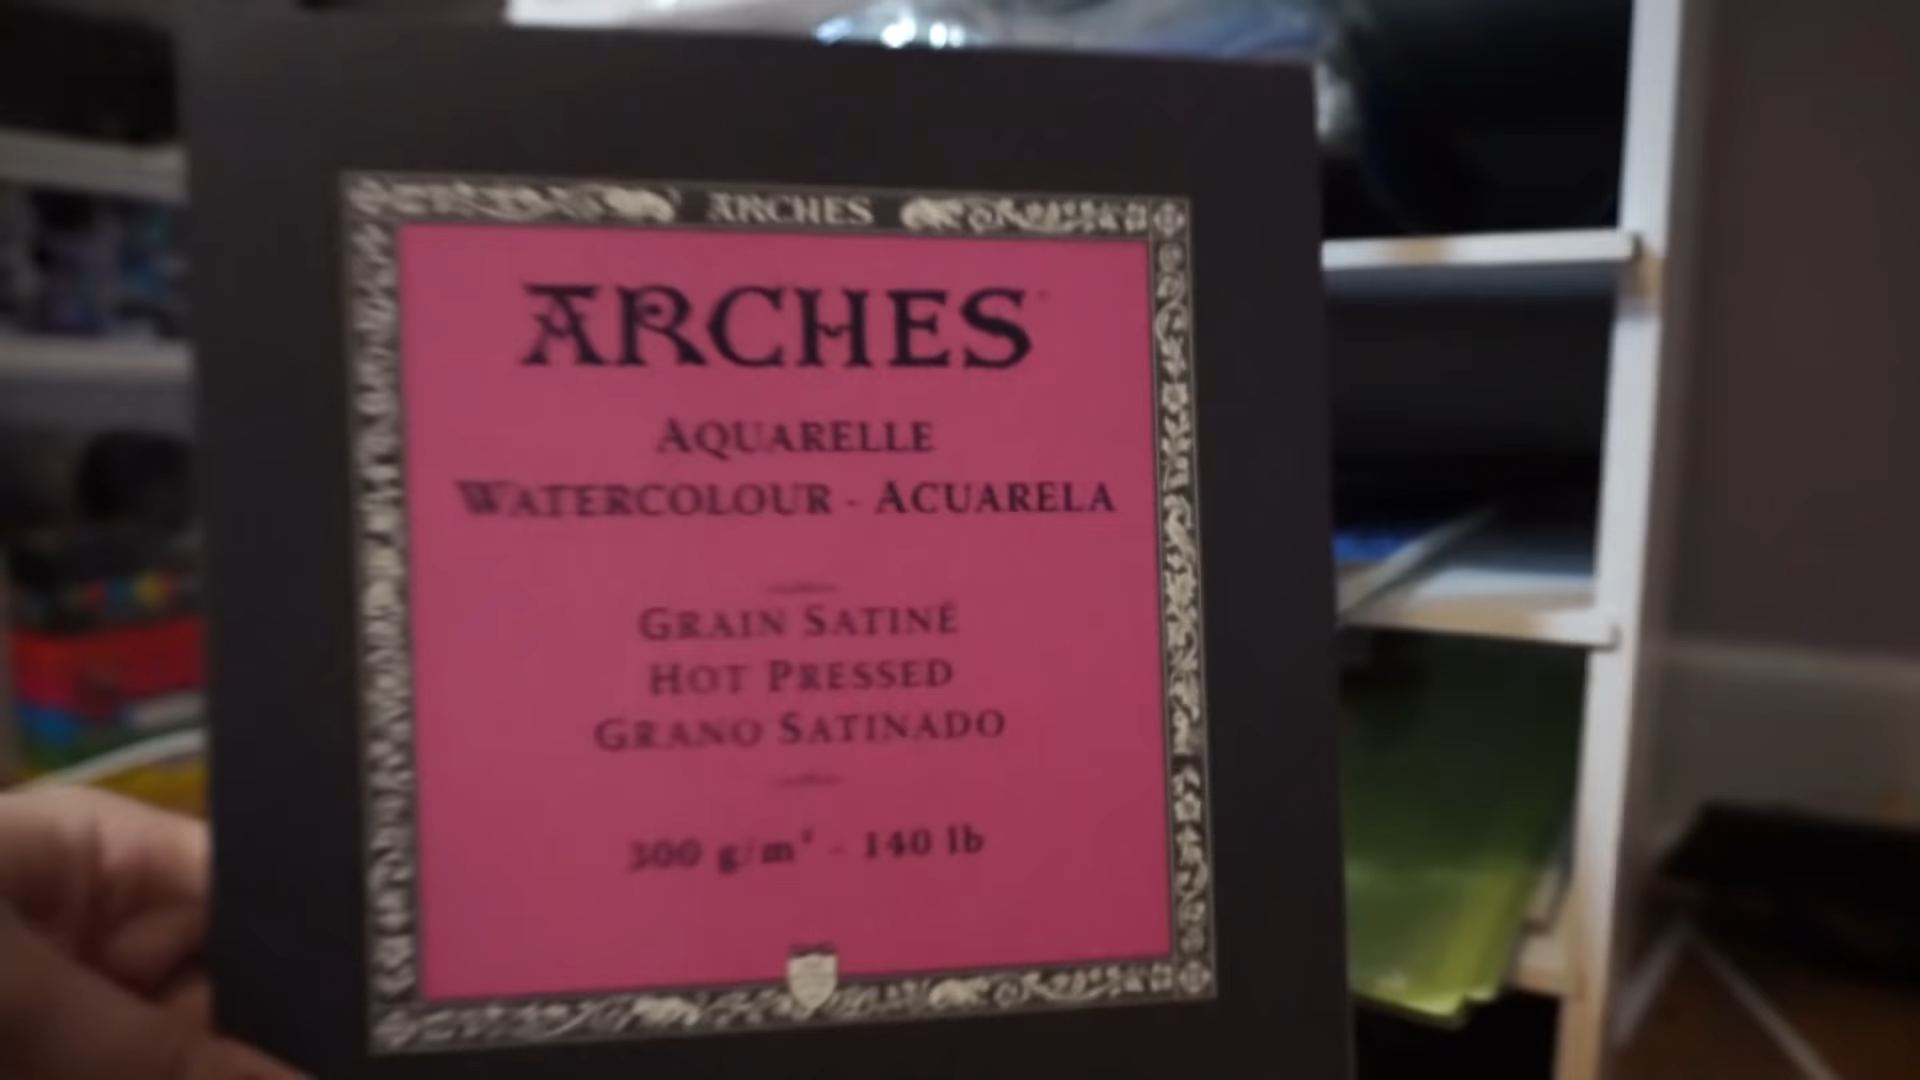 ARCHES
ARCHES
AQUARELLE
WATERCOLOUR - ACUARELA
GRAIN SATINÉ
HOT PRESSED
GRANO SATINADO
300 g/m² - 140 lb